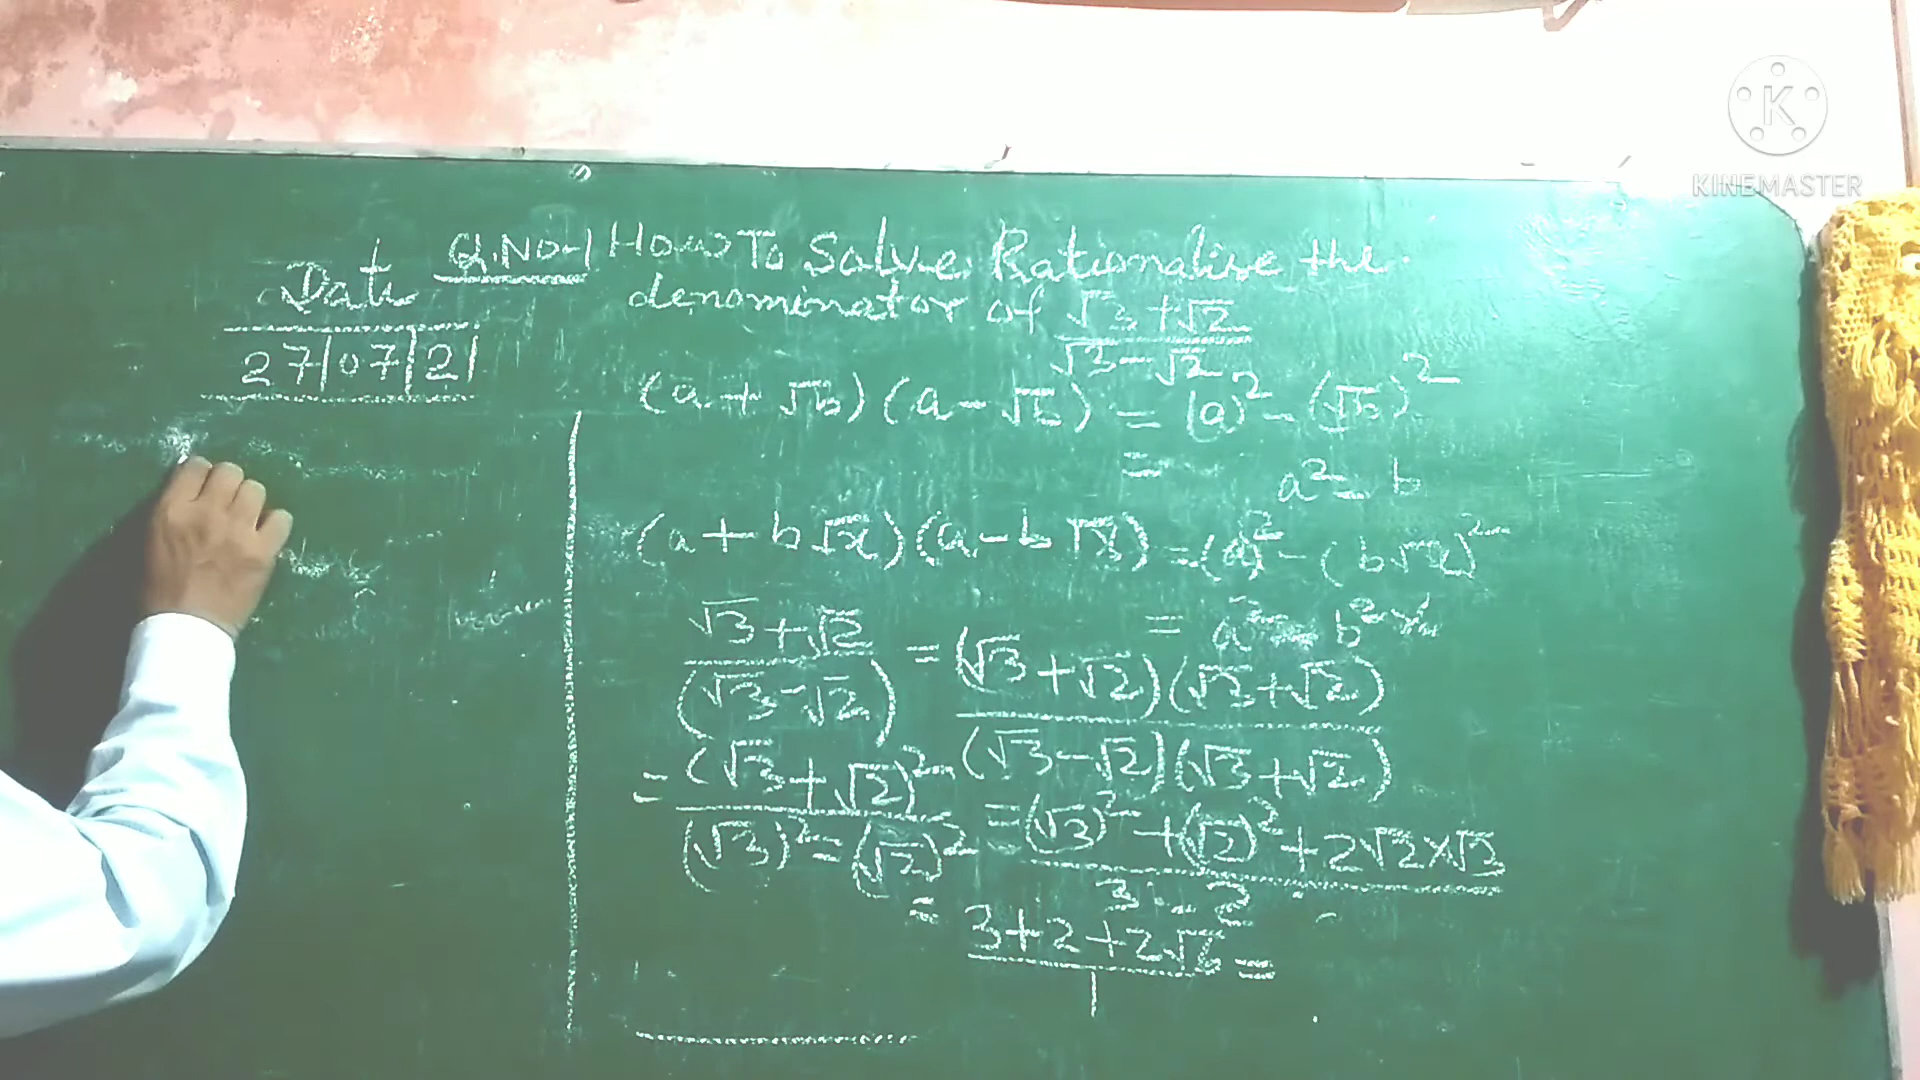 K
KINEMASTER
Q.No-1 How To Solve Rationalise the
denominator of √3+√2/√3-√2
Date
27/07/21
(a+√b)(a-√b) = (a)²-(√b)²
= a²-b
(a+b√x)(a-b√x) = (a)²-(b√x)²
= a²-b²x
√3+√2/(√3-√2) = (√3+√2)(√3+√2)/(√3-√2)(√3+√2)
= (√3+√2)²/(√3)²-(√2)² = (√3)²+(√2)²+2√2×√3/3-2
= 3+2+2√6/1 =